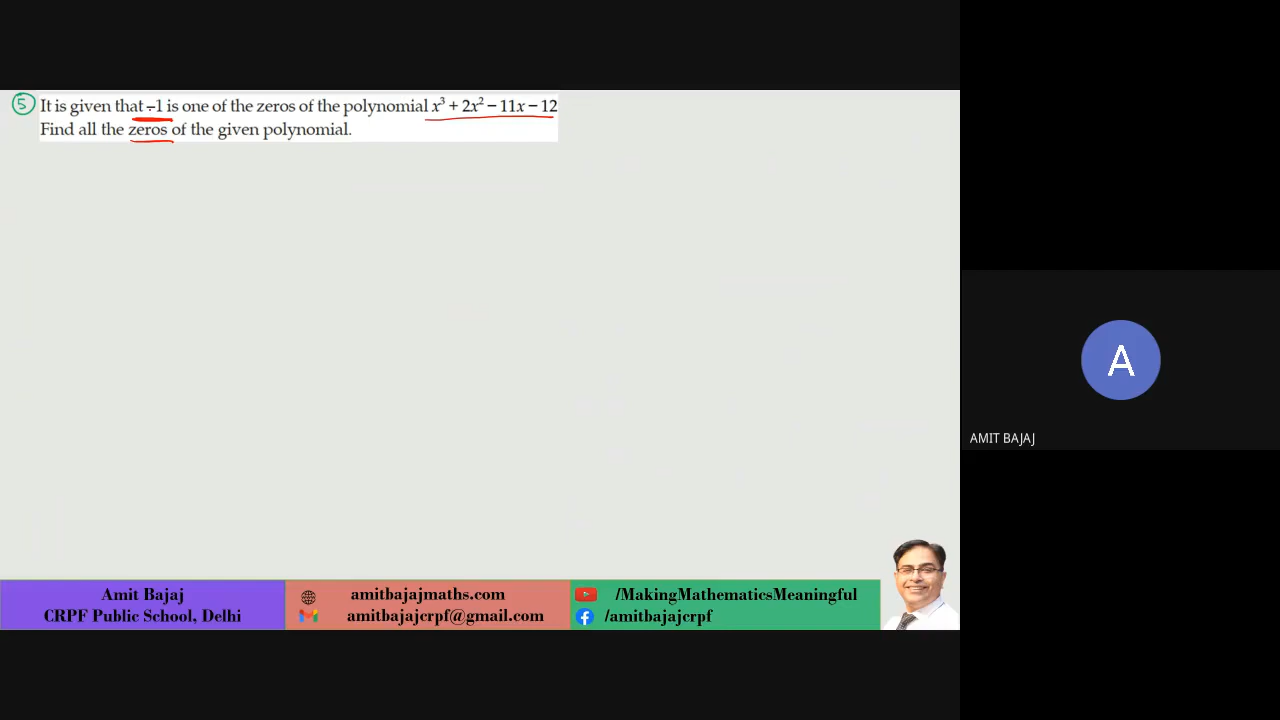 5 It is given that −1 is one of the zeros of the polynomial x³ + 2x² − 11x − 12
Find all the zeros of the given polynomial.
A
AMIT BAJAJ
Amit Bajaj
CRPF Public School, Delhi
amitbajajmaths.com
amitbajajcrpf@gmail.com
/MakingMathematicsMeaningful
/amitbajajcrpf